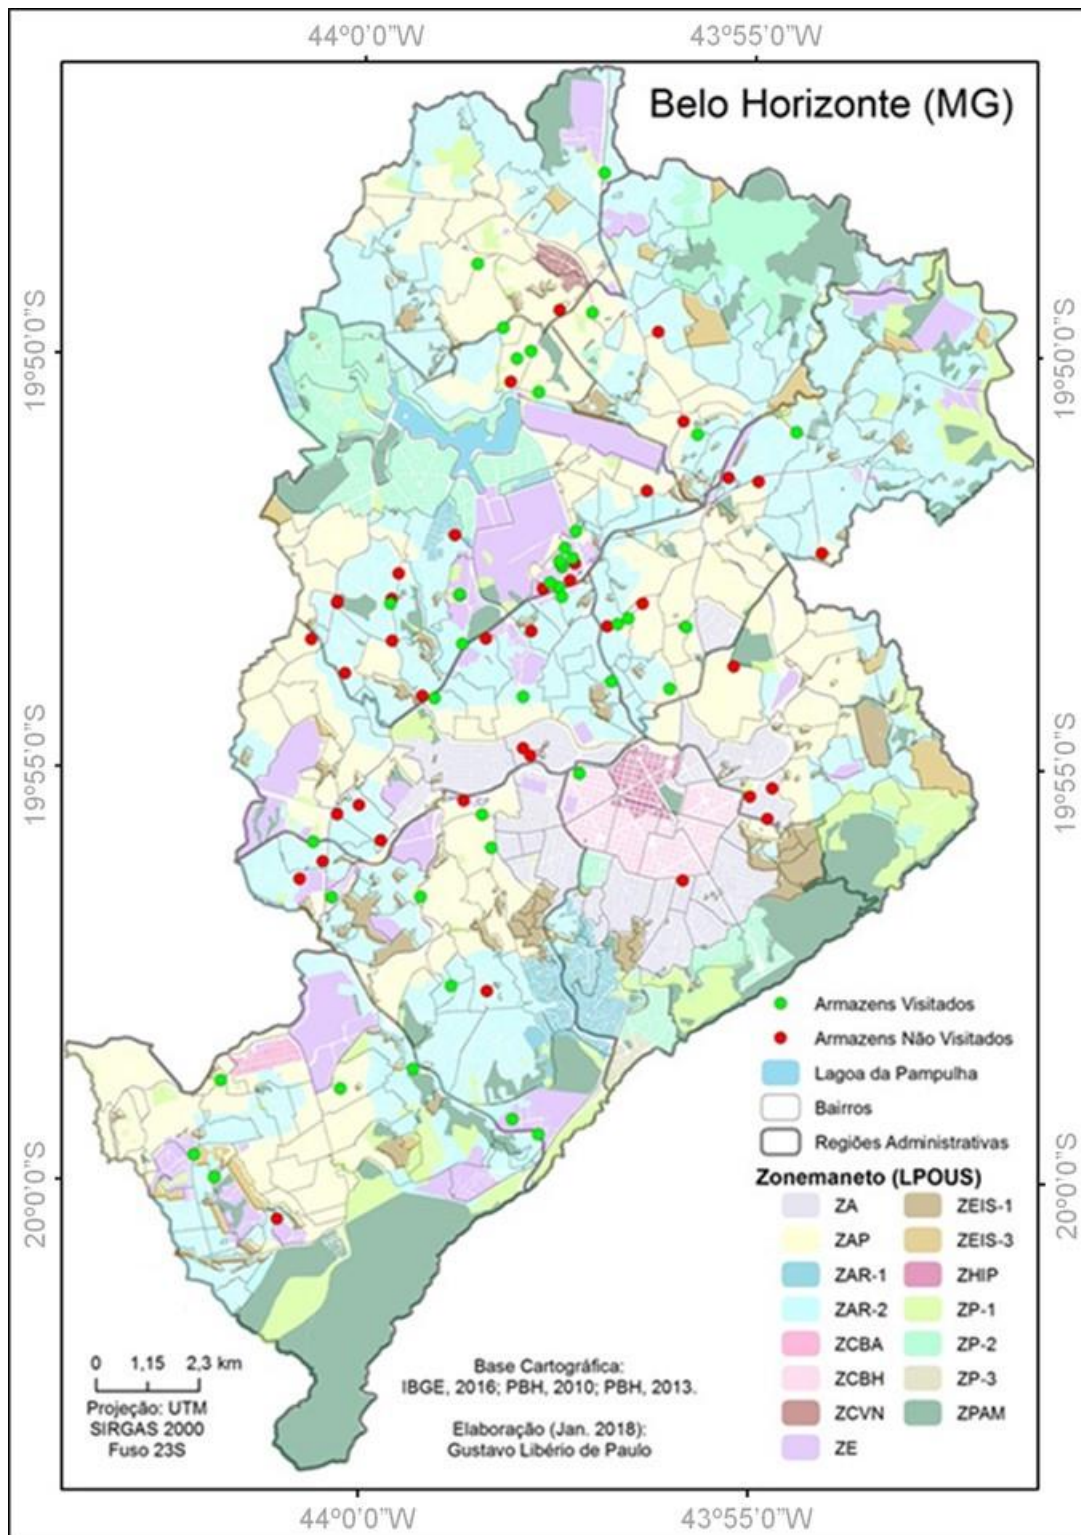 44°0'0"W
43°55'0"W
Belo Horizonte (MG)
19°50'0"S
19°50'0"S
19°55'0"S
19°55'0"S
20°0'0"S
20°0'0"S
Armazens Visitados
Armazens Não Visitados
Lagoa da Pampulha
Bairros
Regiões Administrativas
Zonemaneto (LPOUS)
ZA
ZAP
ZAR-1
ZAR-2
ZCBA
ZCBH
ZCVN
ZE
ZEIS-1
ZEIS-3
ZHIP
ZP-1
ZP-2
ZP-3
ZPAM
0 1,15 2,3 km
Projeção: UTM
SIRGAS 2000
Fuso 23S
Base Cartográfica:
IBGE, 2016; PBH, 2010; PBH, 2013.
Elaboração (Jan. 2018):
Gustavo Libério de Paulo
44°0'0"W
43°55'0"W